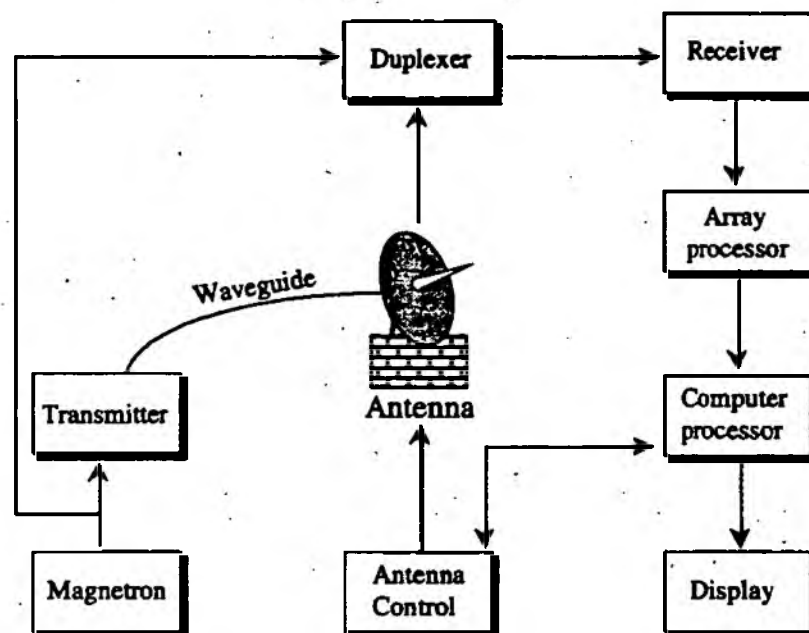 Duplexer
Receiver
Array
processor
Waveguide
Transmitter
Antenna
Computer
processor
Magnetron
Antenna
Control
Display